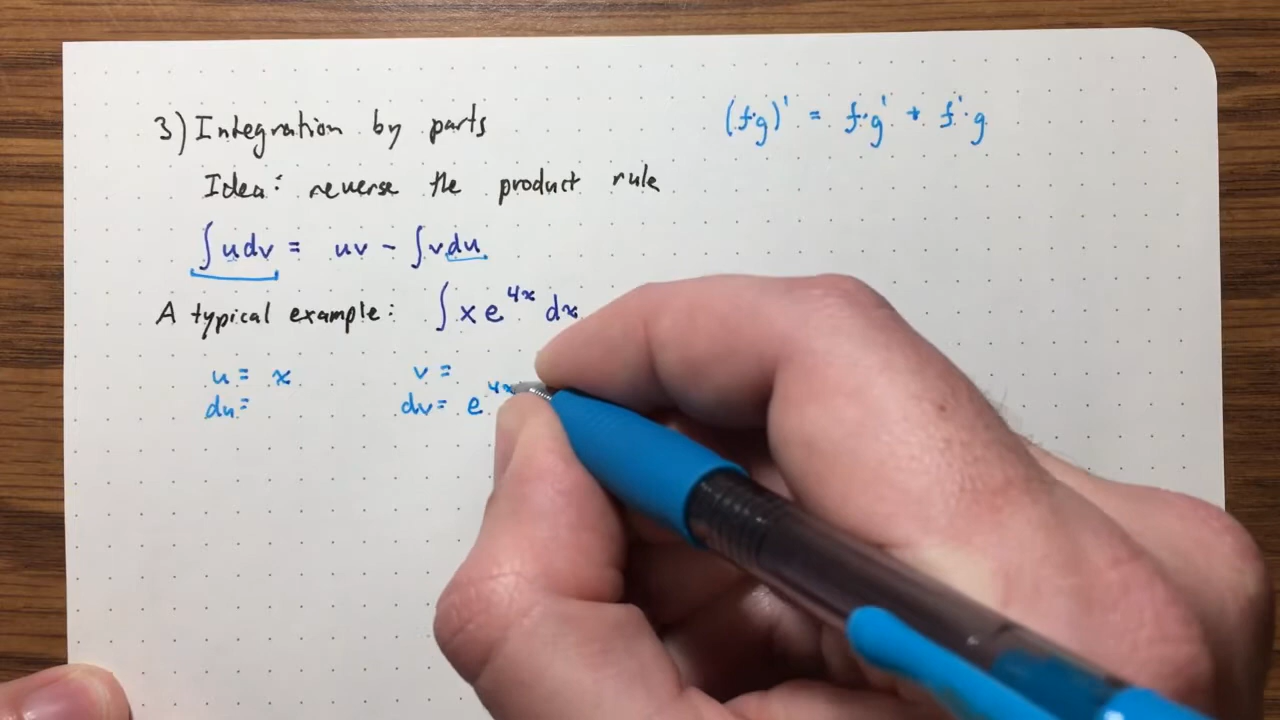 3) Integration by parts
(f·g)' = f·g' + f'·g
Idea: reverse the product rule
∫udv = uv - ∫vdu
A typical example: ∫ x e^4x dx
u = x
v =
du =
dv = e^4x